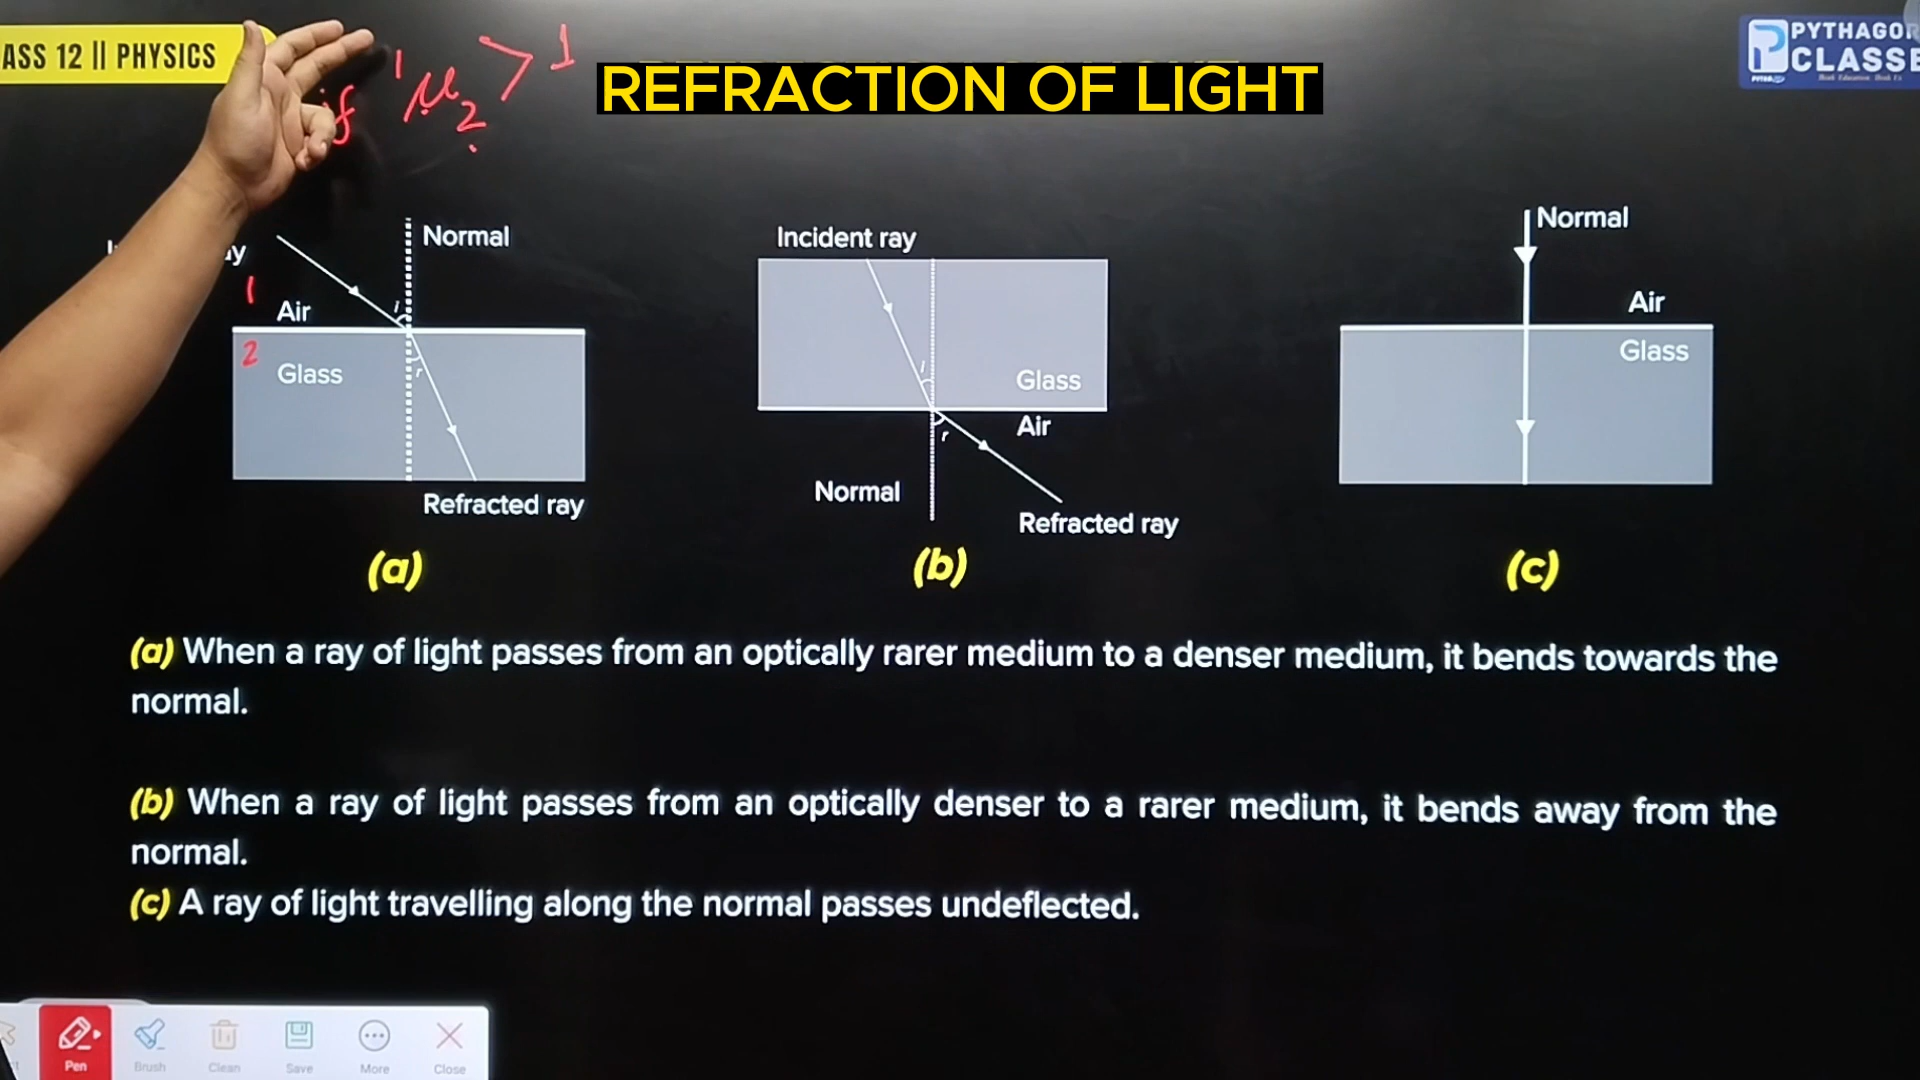 ASS 12 || PHYSICS
if ¹μ₂ > 1
REFRACTION OF LIGHT
PYTHAGOR
CLASSE
Normal
1
Air
i
2
Glass
r
Refracted ray
(a)
Incident ray
i
Glass
Air
r
Normal
Refracted ray
(b)
Normal
Air
Glass
(c)
(a) When a ray of light passes from an optically rarer medium to a denser medium, it bends towards the
normal.
(b) When a ray of light passes from an optically denser to a rarer medium, it bends away from the
normal.
(c) A ray of light travelling along the normal passes undeflected.
Pen
Brush
Clean
Save
More
Close